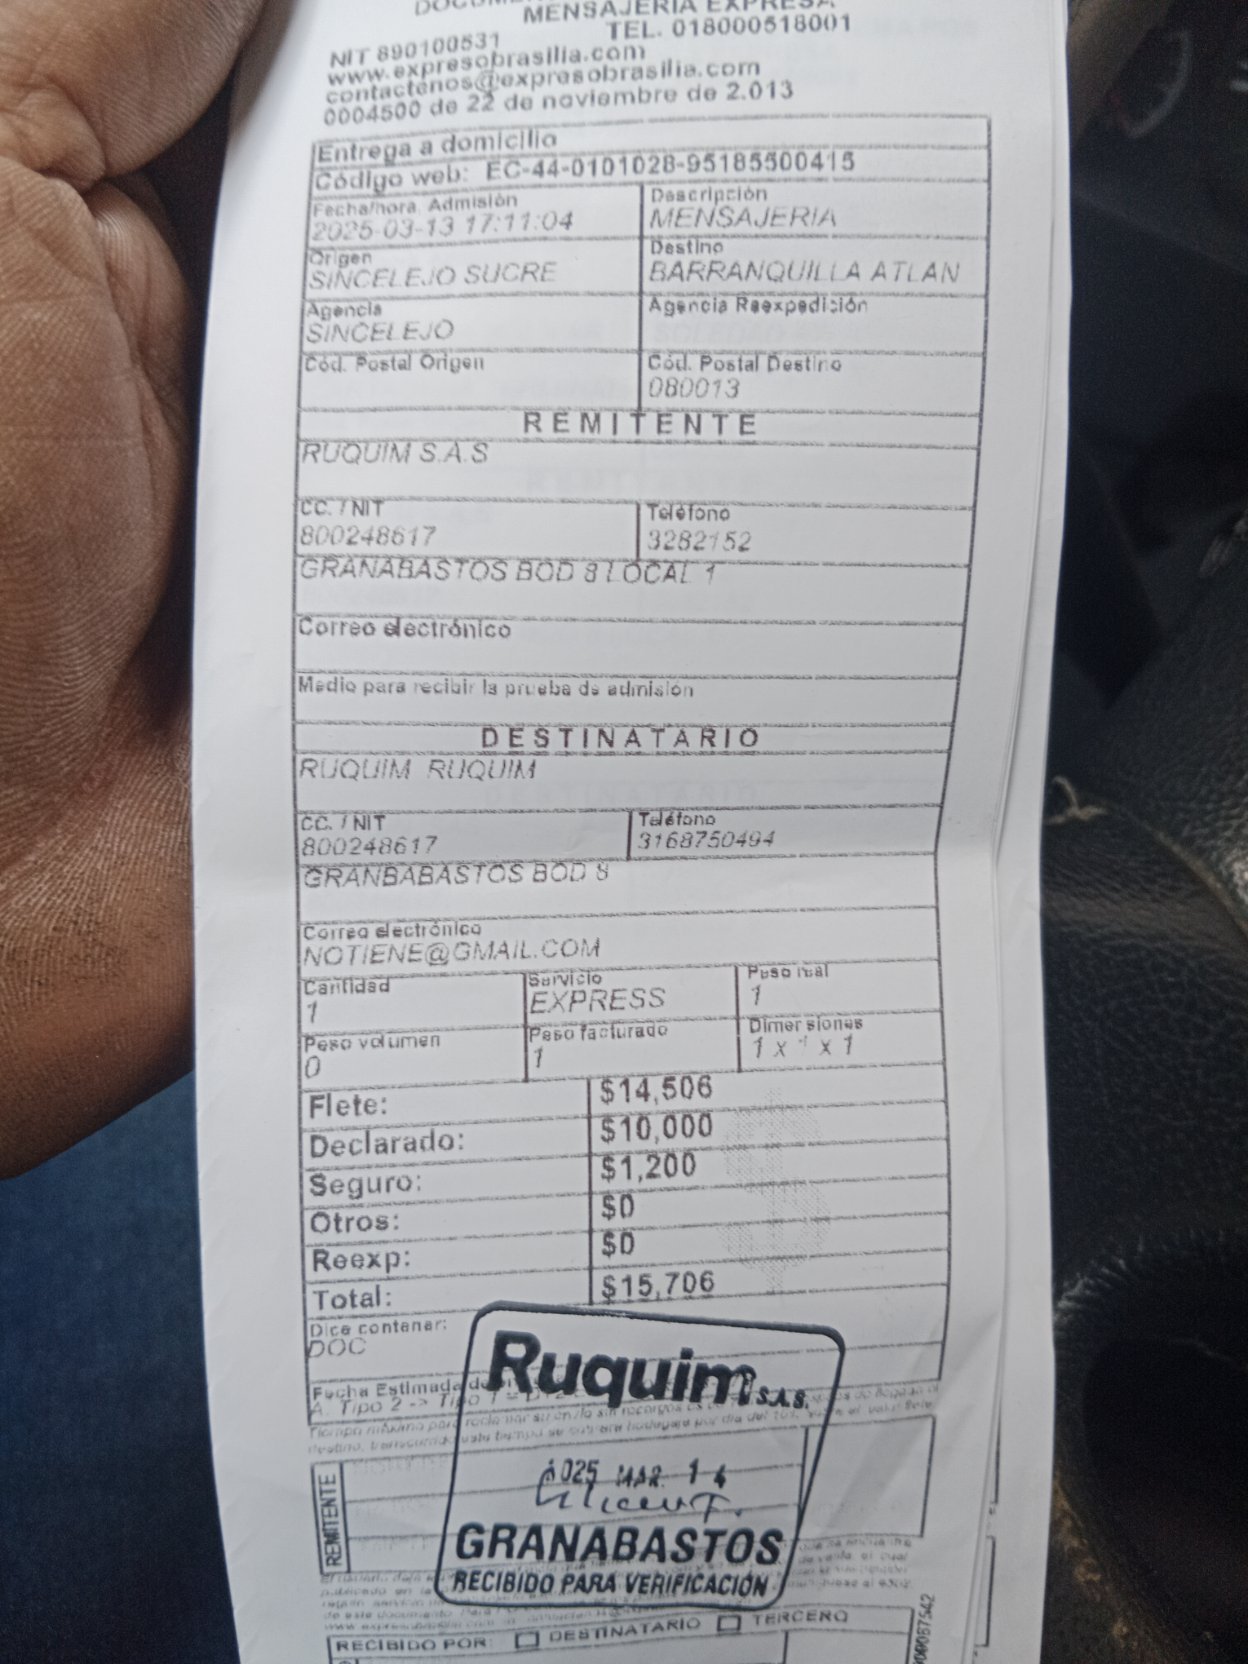 MENSAJERIA EXPRESA
NIT 890100531 TEL. 018000518001
www.expresobrasilia.com
contactenos@expresobrasilia.com
0004500 de 22 de noviembre de 2.013
Entrega a domicilio
Código web: EC-44-0101028-95185500415
Fecha/hora. Admisión Descripción
2025-03-13 17:11:04 MENSAJERIA
Origen Destino
SINCELEJO SUCRE BARRANQUILLA ATLAN
Agencia Agencia Reexpedición
SINCELEJO
Cód. Postal Origen Cód. Postal Destino
080013
REMITENTE
RUQUIM S.A.S
CC. / NIT Teléfono
800248617 3282152
GRANABASTOS BOD 8 LOCAL 1
Correo electrónico
Medio para recibir la prueba de admisión
DESTINATARIO
RUQUIM RUQUIM
CC. / NIT Teléfono
800248617 3168750494
GRANBABASTOS BOD 8
Correo electrónico
NOTIENE@GMAIL.COM
Cantidad Servicio Peso real
1 EXPRESS 1
Peso volumen Peso facturado Dimensiones
0 1 1 x 1 x 1
Flete: $14,506
Declarado: $10,000
Seguro: $1,200
Otros: $0
Reexp: $0
Total: $15,706
Dice contener:
DOC
Fecha Estimada
A. Tipo 2 -> Tipo 1
Ruquim S.A.S.
2025 MAR. 14
GRANABASTOS
RECIBIDO PARA VERIFICACIÓN
REMITENTE
RECIBIDO POR: DESTINATARIO TERCERO